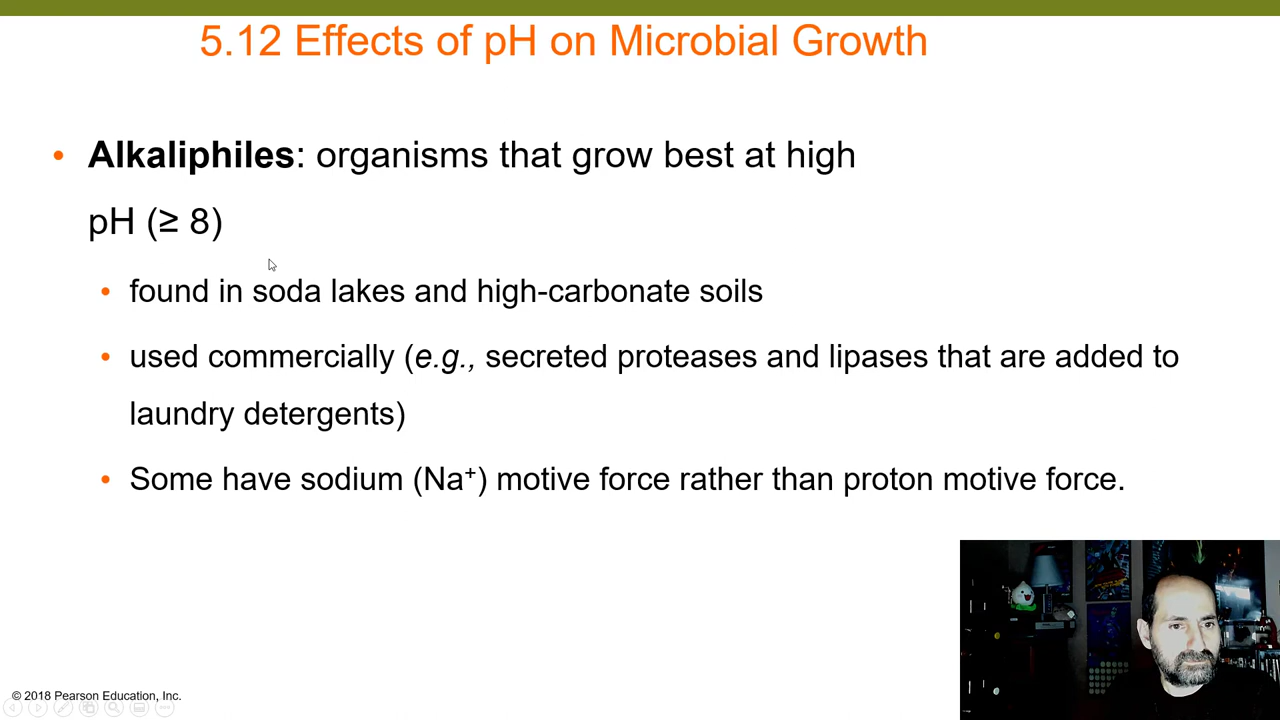 5.12 Effects of pH on Microbial Growth
• Alkaliphiles: organisms that grow best at high
pH (≥ 8)
• found in soda lakes and high-carbonate soils
• used commercially (e.g., secreted proteases and lipases that are added to
laundry detergents)
• Some have sodium (Na⁺) motive force rather than proton motive force.
© 2018 Pearson Education, Inc.